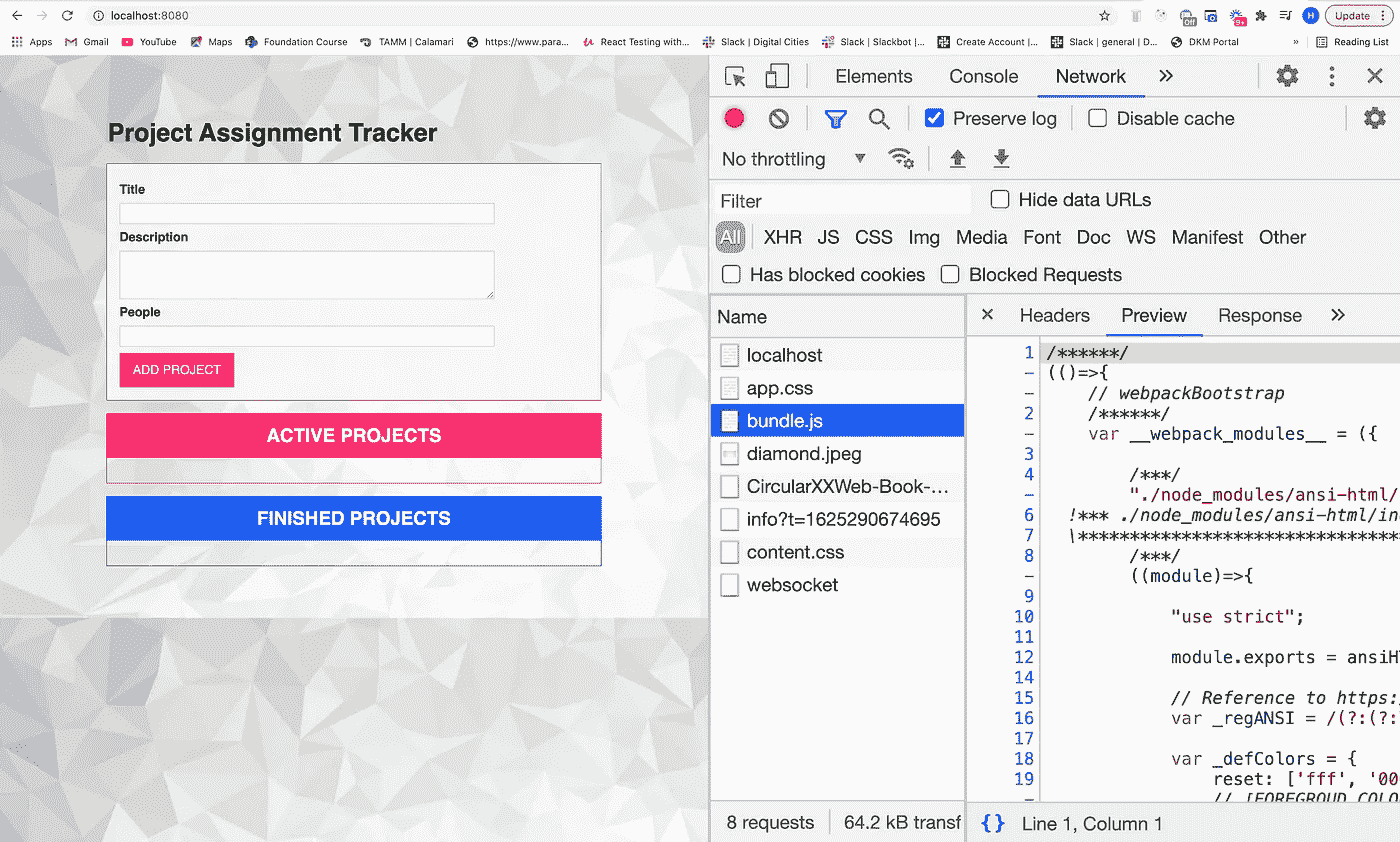 localhost:8080
Off
9+
H
Update
Apps Gmail YouTube Maps Foundation Course TAMM | Calamari https://www.para... React Testing with... Slack | Digital Cities Slack | Slackbot |... Create Account |... Slack | general | D... DKM Portal » Reading List
Project Assignment Tracker
Title
Description
People
ADD PROJECT
ACTIVE PROJECTS
FINISHED PROJECTS
Elements Console Network »
Preserve log Disable cache
No throttling
Filter Hide data URLs
All XHR JS CSS Img Media Font Doc WS Manifest Other
Has blocked cookies Blocked Requests
Name
localhost
app.css
bundle.js
diamond.jpeg
CircularXXWeb-Book-...
info?t=1625290674695
content.css
websocket
8 requests 64.2 kB transf
Headers Preview Response »
1 /******/
- (()=>{
- // webpackBootstrap
2 /******/
- var __webpack_modules__ = ({
3
4 /***/
- "./node_modules/ansi-html/
6 !*** ./node_modules/ansi-html/in
7 \*******************************
8 /***/
- ((module)=>{
9
10 "use strict";
11
12 module.exports = ansiH
14
15 // Reference to https:
16 var _regANSI = /(?:(?:
17
18 var _defColors = {
19 reset: ['fff', '00
- // [FOREGROUD_COLO
{} Line 1, Column 1